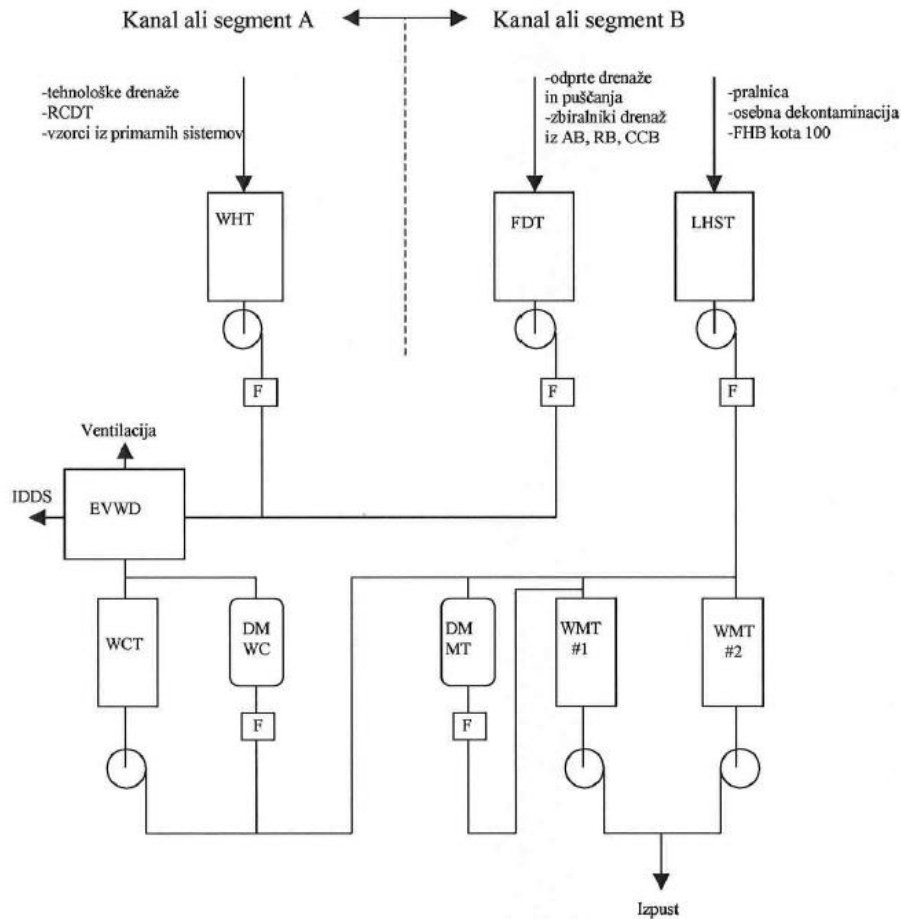 Kanal ali segment A
Kanal ali segment B
-tehnološke drenaže
-RCDT
-vzorci iz primarnih sistemov
-odprte drenaže
in puščanja
-zbiralniki drenaž
iz AB, RB, CCB
-pralnica
-osebna dekontaminacija
-FHB kota 100
WHT
FDT
LHST
F
F
F
Ventilacija
IDDS
EVWD
WCT
DM
WC
DM
MT
WMT
#1
WMT
#2
F
F
Izpust